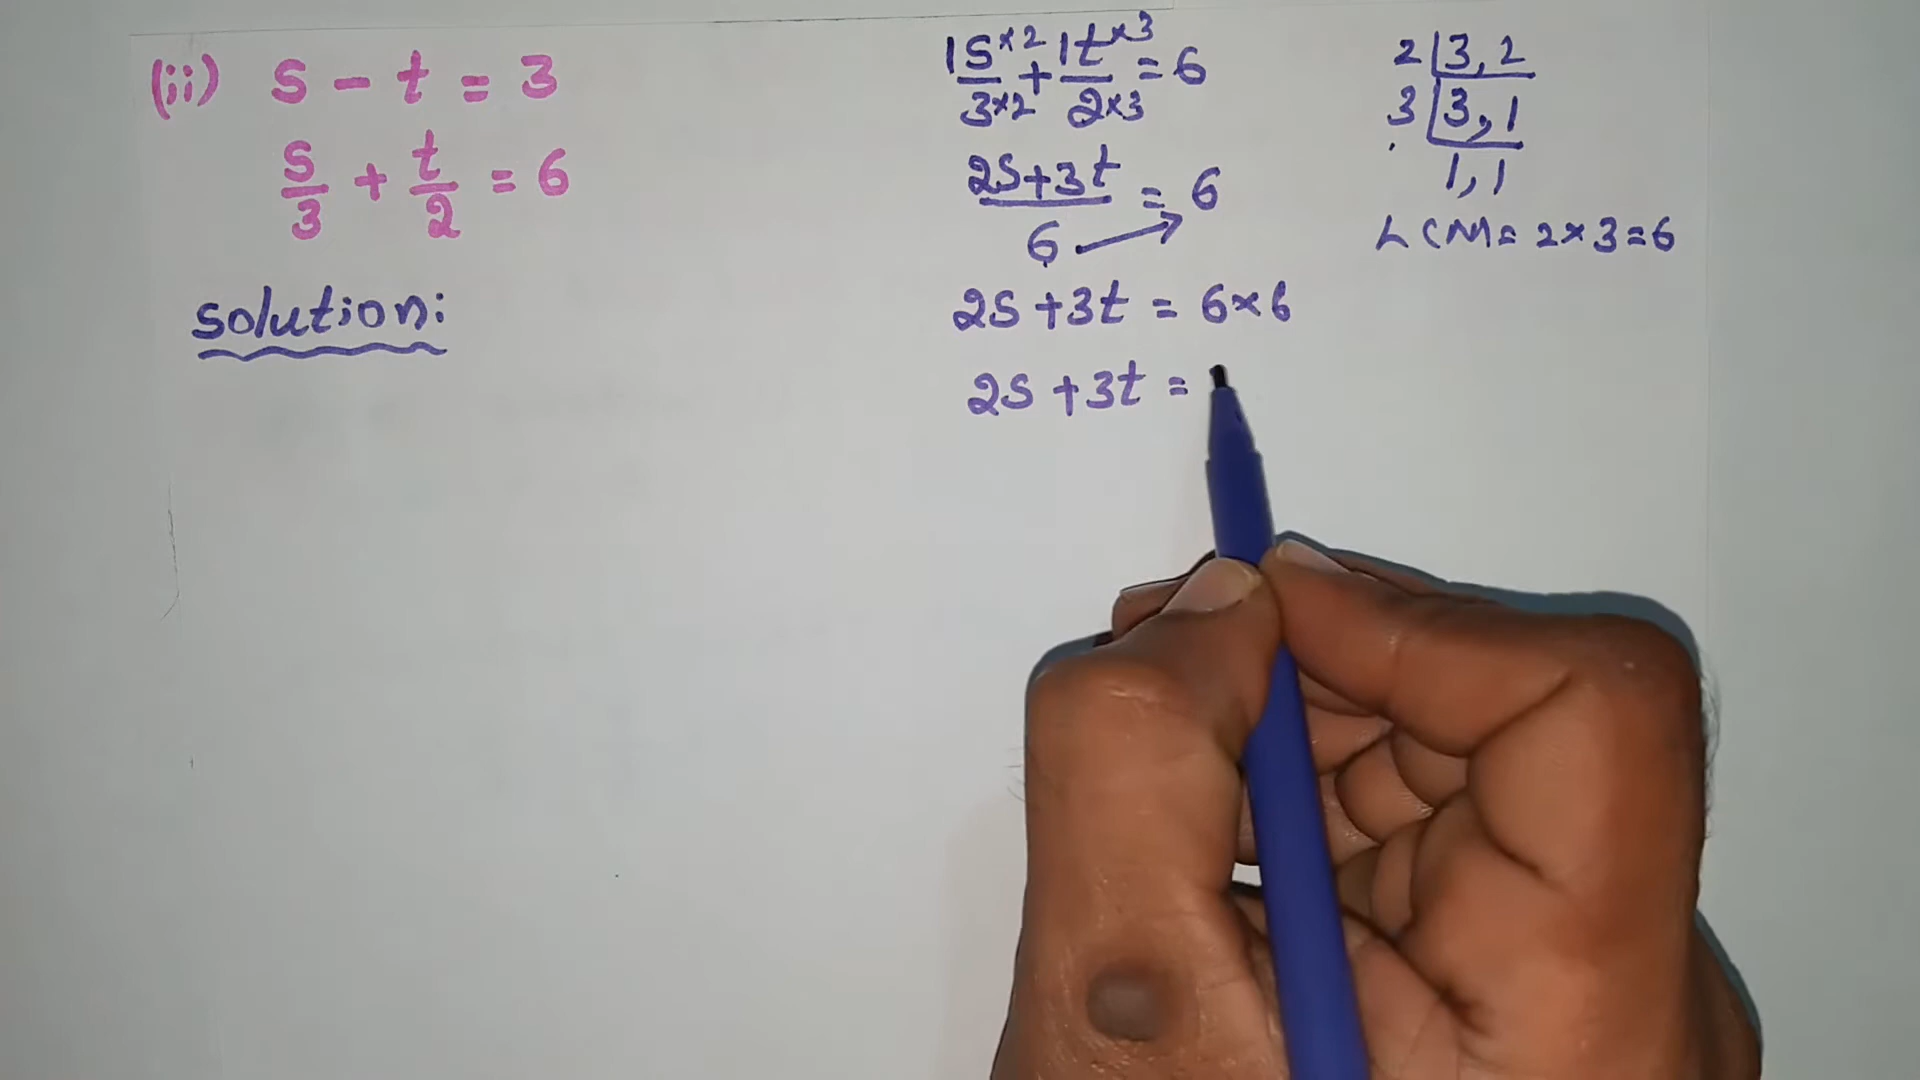 (ii) s - t = 3
s/3 + t/2 = 6
solution:
1s×2/3×2 + 1t×3/2×3 = 6
2s+3t/6 = 6
2s + 3t = 6×6
2s + 3t =
2 | 3, 2
3 | 3, 1
1, 1
LCM = 2×3=6